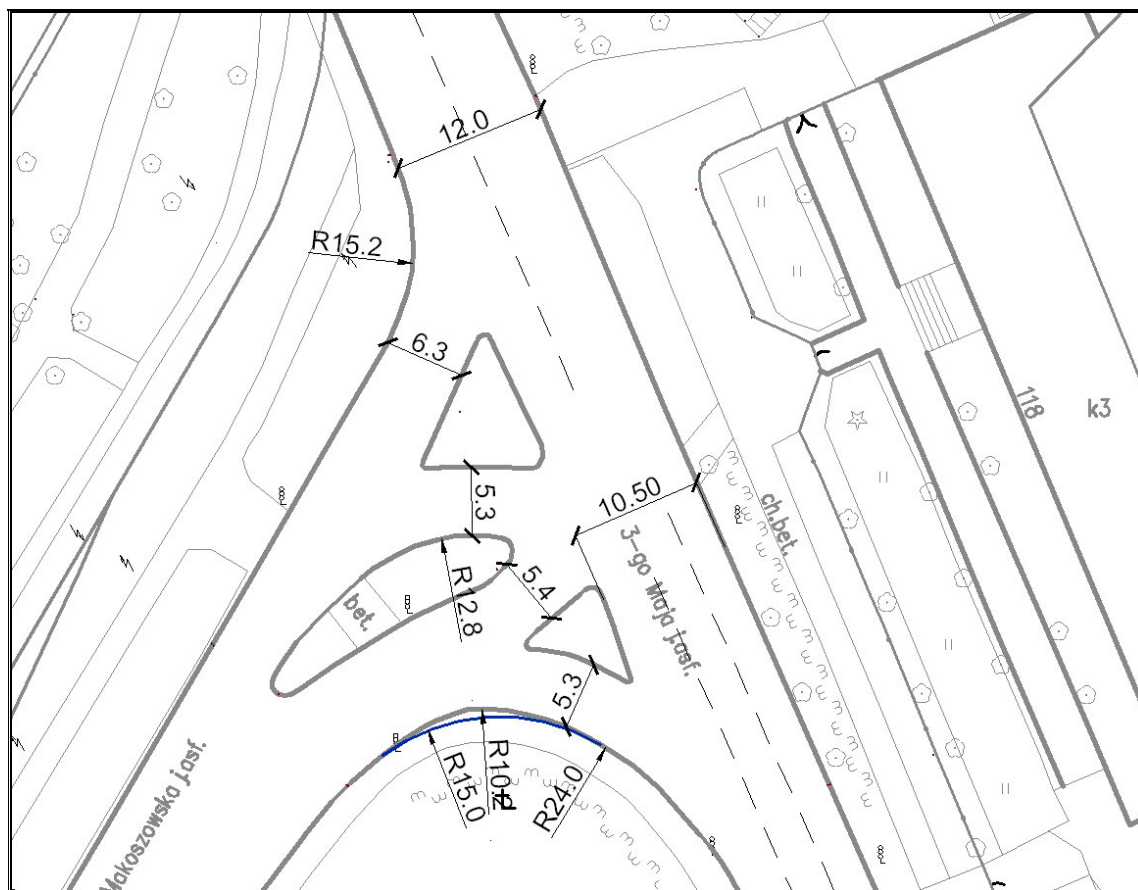 12.0
R15.2
6.3
118
k3
5.3
10.50
ch.bet.
3-go Maja j.asf.
5.4
bet.
R12.8
5.3
R15.0
R24.0
Makoszowska j.asf.